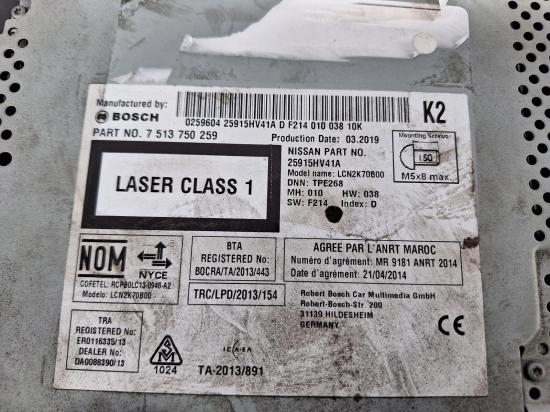 Manufactured by:
BOSCH
0259604 25915HV41A D F214 010 038 10K
K2
PART NO. 7 513 750 259
Production Date: 03.2019
NISSAN PART NO.
25915HV41A
Model name: LCN2K70B00
DNN: TPE268
MH: 010 HW: 038
SW: F214 Index: D
Mounting Screws
ISO
M5x8 max.
LASER CLASS 1
NOM
NYCE
COFETEL: RCPBOLC13-0946-A2
Modelo: LCN2K70B00
BTA
REGISTERED No:
BOCRA/TA/2013/443
TRC/LPD/2013/154
AGREE PAR L'ANRT MAROC
Numéro d'agrément: MR 9181 ANRT 2014
Date d'agrément: 21/04/2014
Robert Bosch Car Multimedia GmbH
Robert-Bosch-Str. 200
31139 HILDESHEIM
GERMANY
CE
TRA
REGISTERED No:
ER0116335/13
DEALER No:
DA0088390/13
1024
ICASA
TA-2013/891